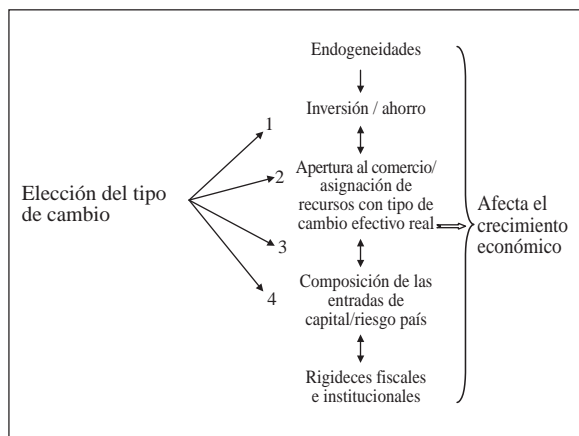 Endogeneidades
Inversión / ahorro
1
Apertura al comercio/
asignación de
recursos con tipo de
cambio efectivo real
2
Elección del tipo
de cambio
Afecta el
crecimiento
económico
3
Composición de las
entradas de
capital/riesgo país
4
Rigideces fiscales
e institucionales